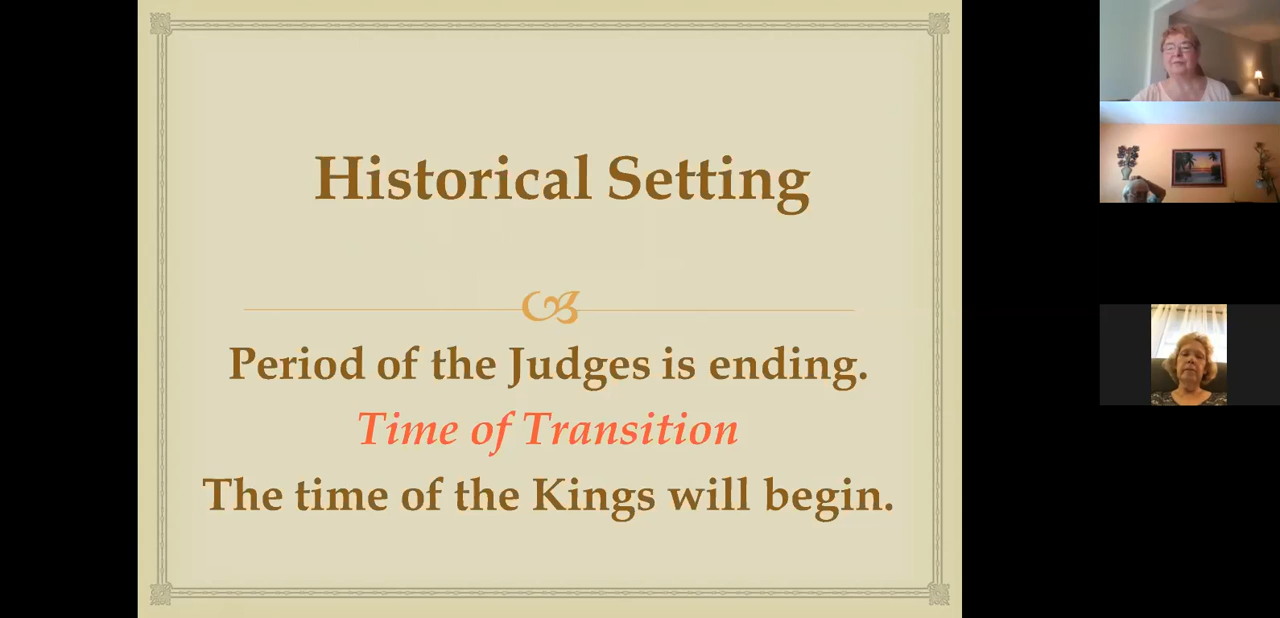 Historical Setting
Period of the Judges is ending.
Time of Transition
The time of the Kings will begin.